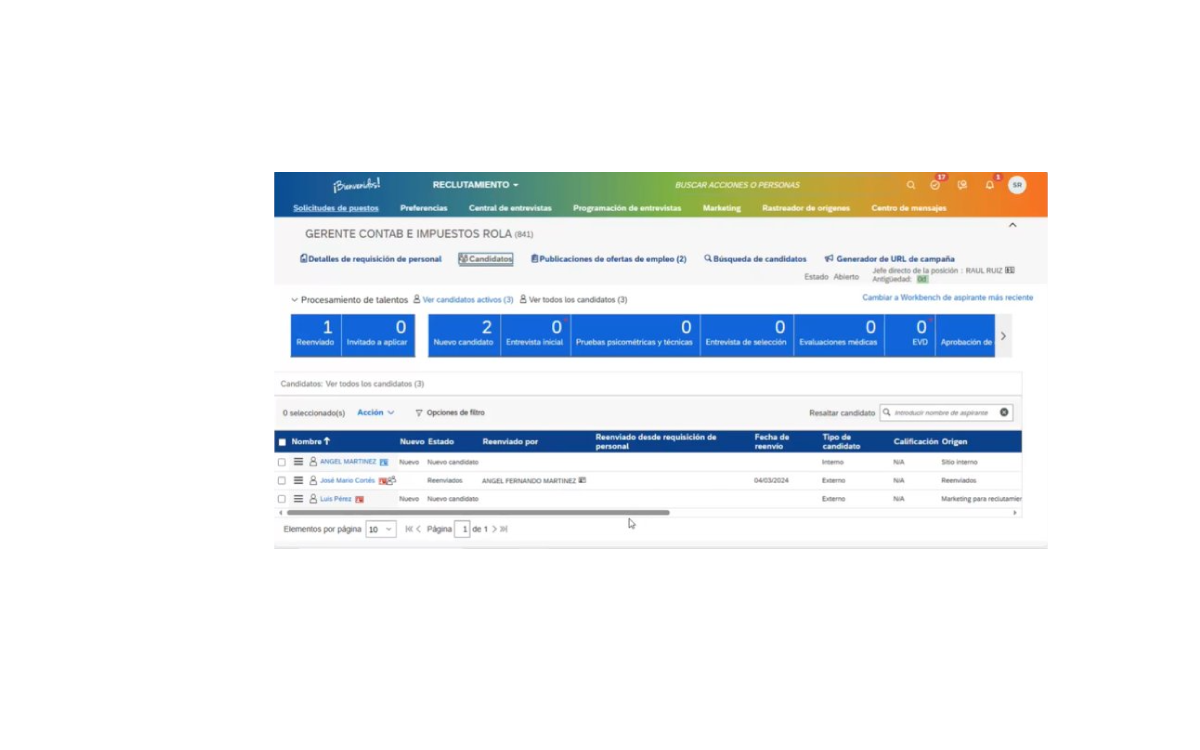 ¡Bienvenidos!
RECLUTAMIENTO
BUSCAR ACCIONES O PERSONAS
17
1
SR
Solicitudes de puestos Preferencias Central de entrevistas Programación de entrevistas Marketing Rastreador de orígenes Centro de mensajes
GERENTE CONTAB E IMPUESTOS ROLA (841)
Detalles de requisición de personal Candidatos Publicaciones de ofertas de empleo (2) Búsqueda de candidatos Generador de URL de campaña
Estado Abierto Jefe directo de la posición : RAUL RUIZ
Antigüedad: 0d
Procesamiento de talentos Ver candidatos activos (3) Ver todos los candidatos (3) Cambiar a Workbench de aspirante más reciente
1 0 2 0 0 0 0 0
Reenviado Invitado a aplicar Nuevo candidato Entrevista inicial Pruebas psicométricas y técnicas Entrevista de selección Evaluaciones médicas EVD Aprobación de
Candidatos: Ver todos los candidatos (3)
0 seleccionado(s) Acción Opciones de filtro Resaltar candidato Introducir nombre de aspirante
Nombre Nuevo Estado Reenviado por Reenviado desde requisición de personal Fecha de reenvío Tipo de candidato Calificación Origen
ANGEL MARTINEZ Nuevo Nuevo candidato Interno N/A Sitio interno
José Mario Cortés Reenviados ANGEL FERNANDO MARTINEZ 04/03/2024 Externo N/A Reenviados
Luis Pérez Nuevo Nuevo candidato Externo N/A Marketing para reclutamier
Elementos por página 10 Página 1 de 1